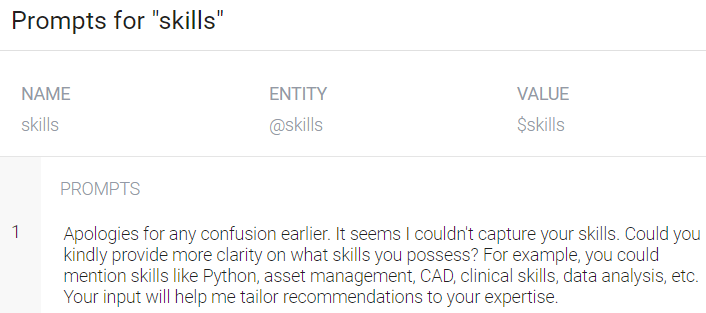 Prompts for "skills"
NAME ENTITY VALUE
skills @skills $skills
PROMPTS
1 Apologies for any confusion earlier. It seems I couldn't capture your skills. Could you
kindly provide more clarity on what skills you possess? For example, you could
mention skills like Python, asset management, CAD, clinical skills, data analysis, etc.
Your input will help me tailor recommendations to your expertise.